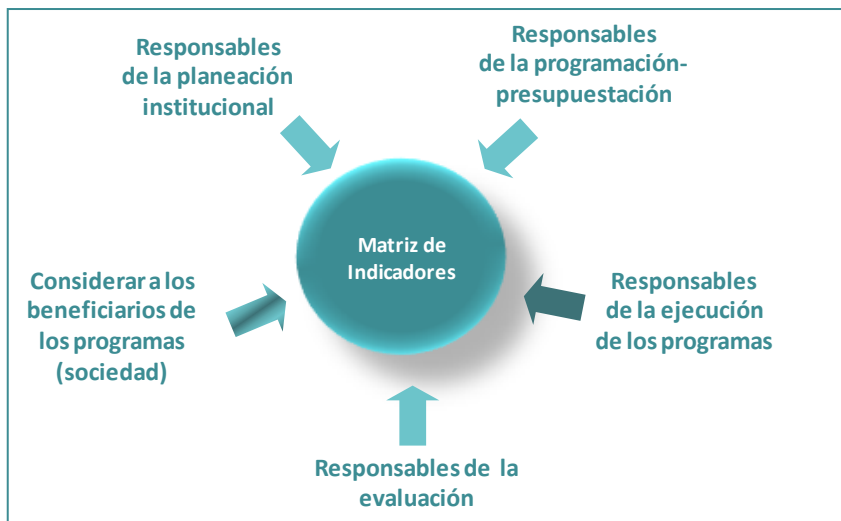 Responsables
de la planeación
institucional
Responsables
de la programación-
presupuestación
Matriz de
Indicadores
Considerar a los
beneficiarios de
los programas
(sociedad)
Responsables
de la ejecución
de los programas
Responsables de la
evaluación